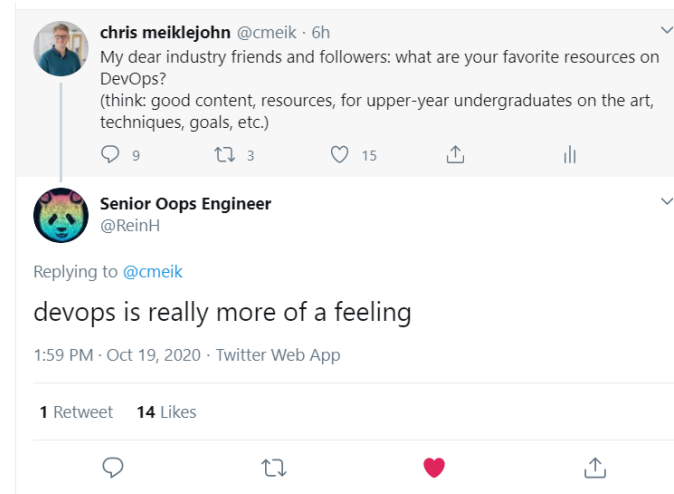 chris meiklejohn @cmeik · 6h
My dear industry friends and followers: what are your favorite resources on
DevOps?
(think: good content, resources, for upper-year undergraduates on the art,
techniques, goals, etc.)
9 3 15
Senior Oops Engineer
@ReinH
Replying to @cmeik
devops is really more of a feeling
1:59 PM · Oct 19, 2020 · Twitter Web App
1 Retweet 14 Likes